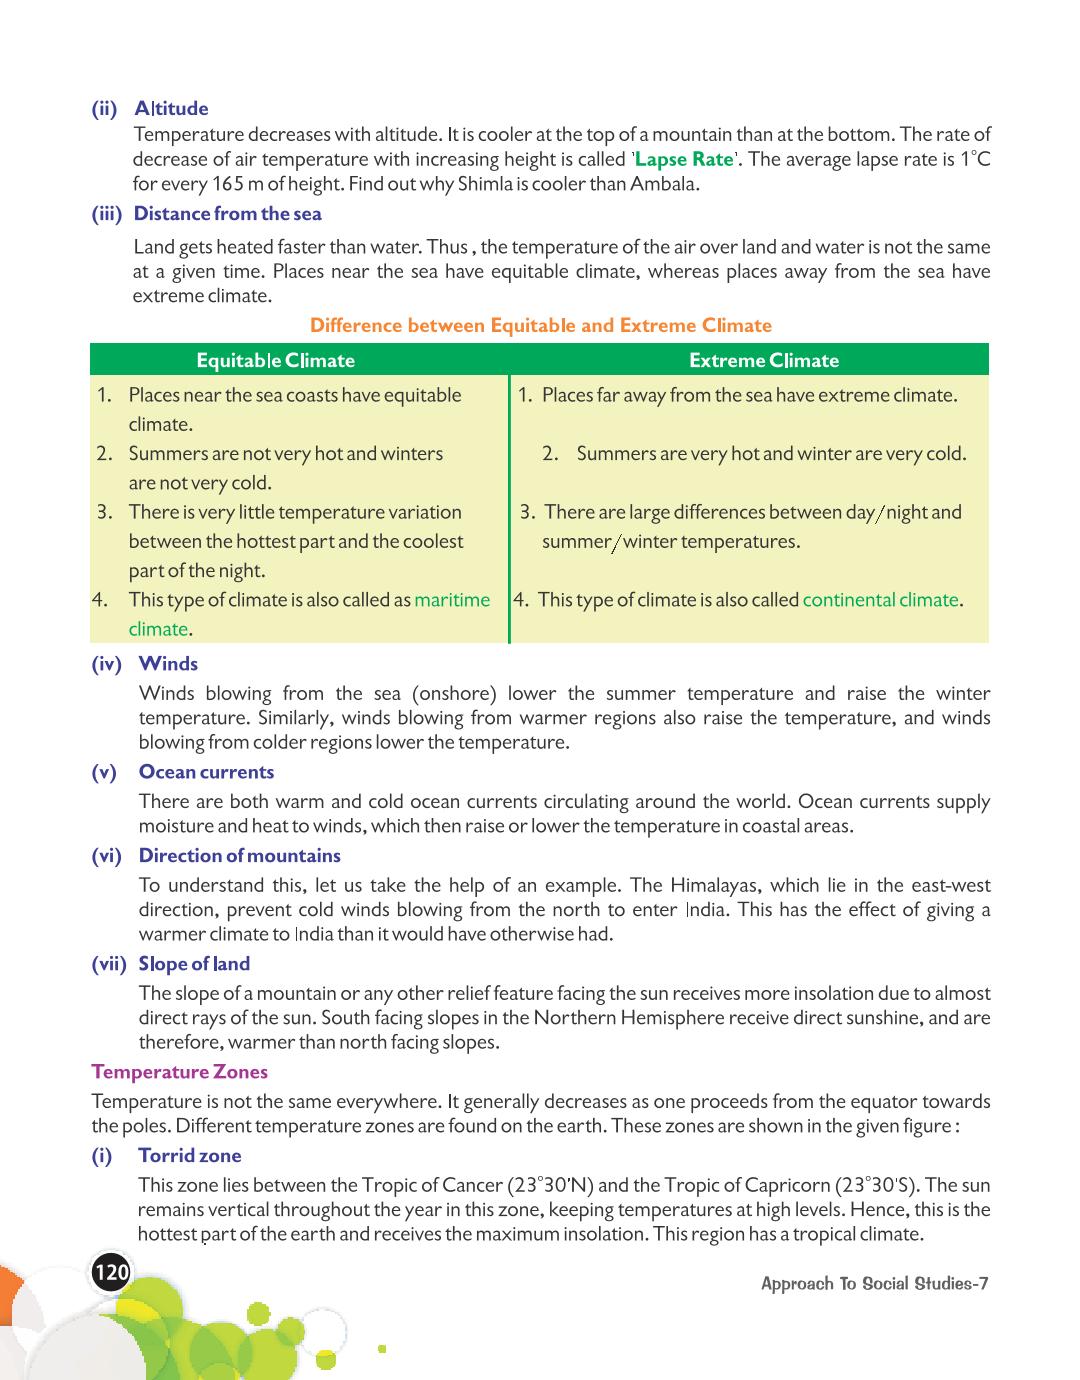 (ii) Altitude
Temperature decreases with altitude. It is cooler at the top of a mountain than at the bottom. The rate of
decrease of air temperature with increasing height is called 'Lapse Rate'. The average lapse rate is 1°C
for every 165 m of height. Find out why Shimla is cooler than Ambala.
(iii) Distance from the sea
Land gets heated faster than water. Thus , the temperature of the air over land and water is not the same
at a given time. Places near the sea have equitable climate, whereas places away from the sea have
extreme climate.
Difference between Equitable and Extreme Climate
Equitable Climate
1. Places near the sea coasts have equitable
climate.
2. Summers are not very hot and winters
are not very cold.
3. There is very little temperature variation
between the hottest part and the coolest
part of the night.
4. This type of climate is also called as maritime
climate.
Extreme Climate
1. Places far away from the sea have extreme climate.
2. Summers are very hot and winter are very cold.
3. There are large differences between day/night and
summer/winter temperatures.
4. This type of climate is also called continental climate.
(iv) Winds
Winds blowing from the sea (onshore) lower the summer temperature and raise the winter
temperature. Similarly, winds blowing from warmer regions also raise the temperature, and winds
blowing from colder regions lower the temperature.
(v) Ocean currents
There are both warm and cold ocean currents circulating around the world. Ocean currents supply
moisture and heat to winds, which then raise or lower the temperature in coastal areas.
(vi) Direction of mountains
To understand this, let us take the help of an example. The Himalayas, which lie in the east-west
direction, prevent cold winds blowing from the north to enter India. This has the effect of giving a
warmer climate to India than it would have otherwise had.
(vii) Slope of land
The slope of a mountain or any other relief feature facing the sun receives more insolation due to almost
direct rays of the sun. South facing slopes in the Northern Hemisphere receive direct sunshine, and are
therefore, warmer than north facing slopes.
Temperature Zones
Temperature is not the same everywhere. It generally decreases as one proceeds from the equator towards
the poles. Different temperature zones are found on the earth. These zones are shown in the given figure :
(i) Torrid zone
This zone lies between the Tropic of Cancer (23°30'N) and the Tropic of Capricorn (23°30'S). The sun
remains vertical throughout the year in this zone, keeping temperatures at high levels. Hence, this is the
hottest part of the earth and receives the maximum insolation. This region has a tropical climate.
120
Approach To Social Studies-7